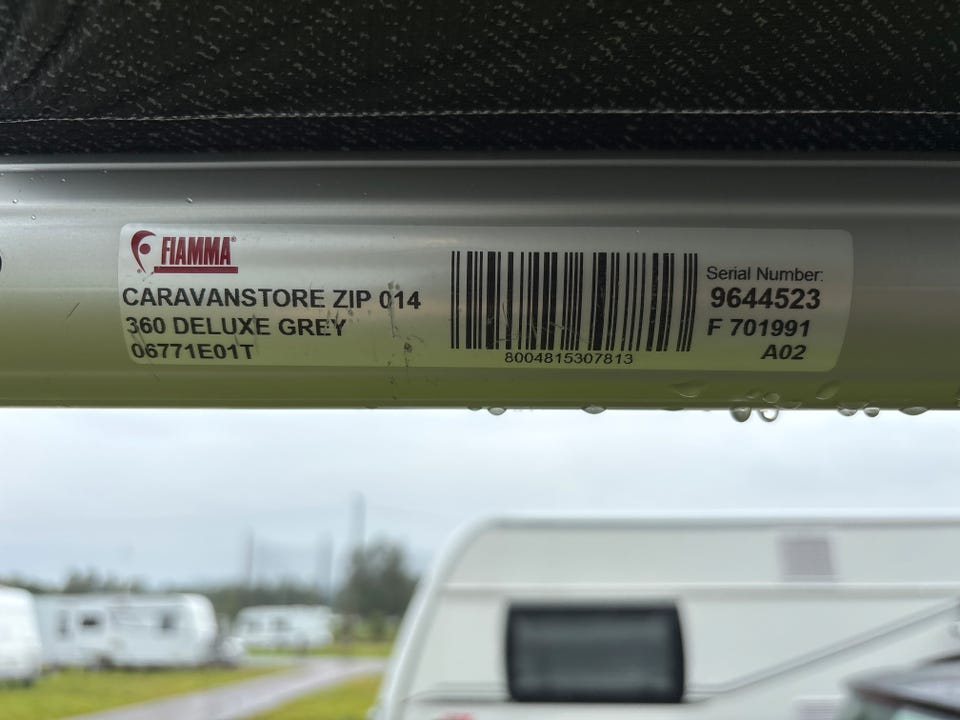 FIAMMA®
CARAVANSTORE ZIP 014
360 DELUXE GREY
06771E01T
8004815307813
Serial Number:
9644523
F 701991
A02